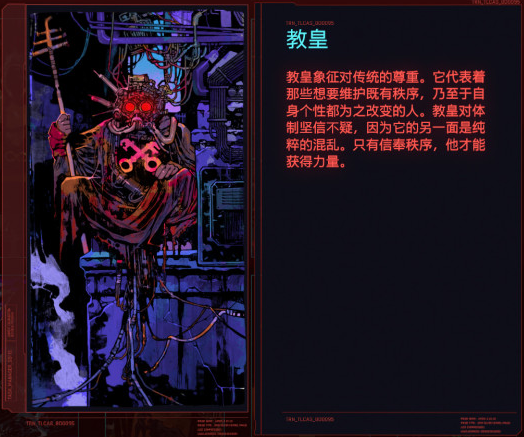 TRN_TLCAS_800095
教皇
教皇象征对传统的尊重。它代表着
那些想要维护既有秩序，乃至于自
身个性都为之改变的人。教皇对体
制坚信不疑，因为它的另一面是纯
粹的混乱。只有信奉秩序，他才能
获得力量。
TRN_TLCAS_800095
TRN_TLCAS_800095